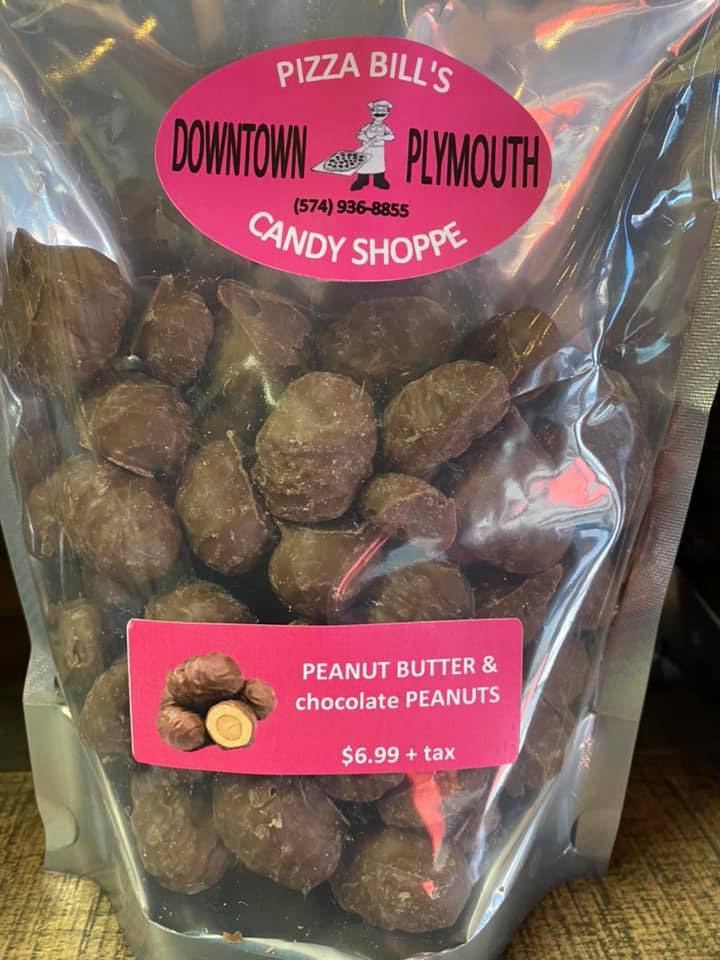 PIZZA BILL'S
DOWNTOWN PLYMOUTH
(574) 936-8855
CANDY SHOPPE
PEANUT BUTTER &
chocolate PEANUTS
$6.99 + tax